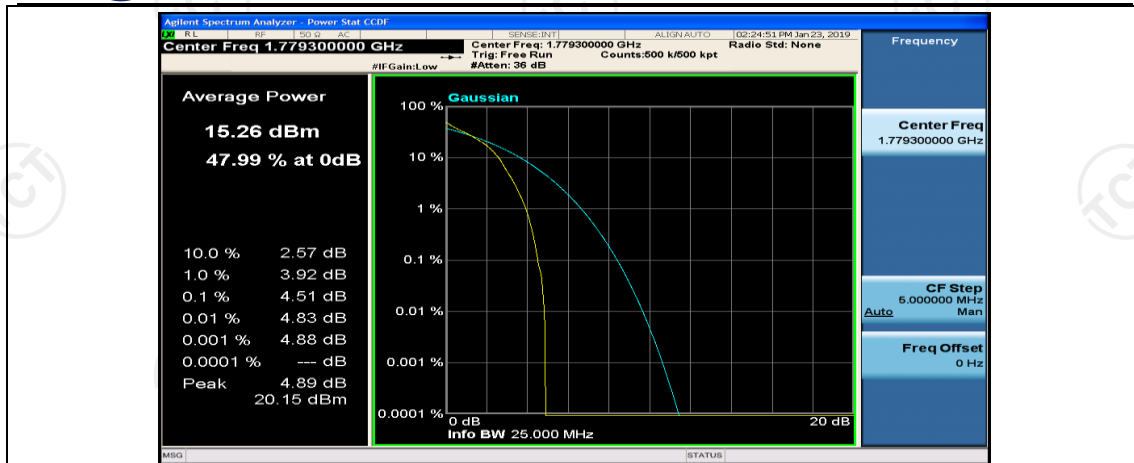 Agilent Spectrum Analyzer - Power Stat CCDF
LXI RL RF 50 Ω AC SENSE:INT ALIGN AUTO 02:24:51 PM Jan 23, 2019
Center Freq 1.779300000 GHz
Center Freq: 1.779300000 GHz Radio Std: None
Trig: Free Run Counts:500 k/500 kpt
#IFGain:Low #Atten: 36 dB
Frequency
Average Power
15.26 dBm
47.99 % at 0dB
10.0 % 2.57 dB
1.0 % 3.92 dB
0.1 % 4.51 dB
0.01 % 4.83 dB
0.001 % 4.88 dB
0.0001 % --- dB
Peak 4.89 dB
20.15 dBm
Gaussian
100 %
10 %
1 %
0.1 %
0.01 %
0.001 %
0.0001 %
0 dB 20 dB
Info BW 25.000 MHz
Center Freq
1.779300000 GHz
CF Step
5.000000 MHz
Auto Man
Freq Offset
0 Hz
MSG STATUS
TCT